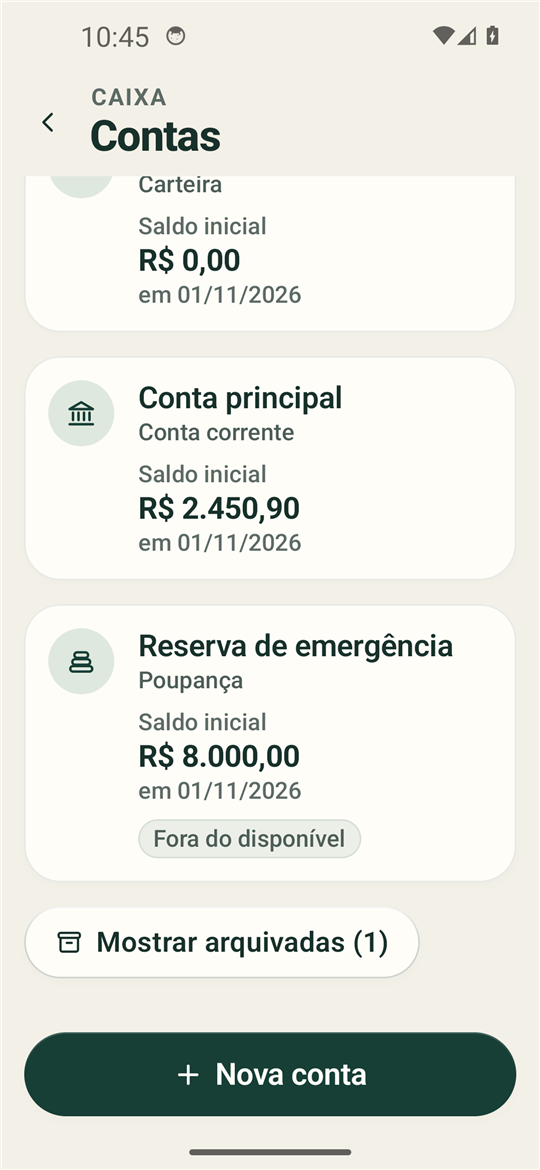 10:45
CAIXA
Contas
Carteira
Saldo inicial
R$ 0,00
em 01/11/2026
Conta principal
Conta corrente
Saldo inicial
R$ 2.450,90
em 01/11/2026
Reserva de emergência
Poupança
Saldo inicial
R$ 8.000,00
em 01/11/2026
Fora do disponível
Mostrar arquivadas (1)
+ Nova conta